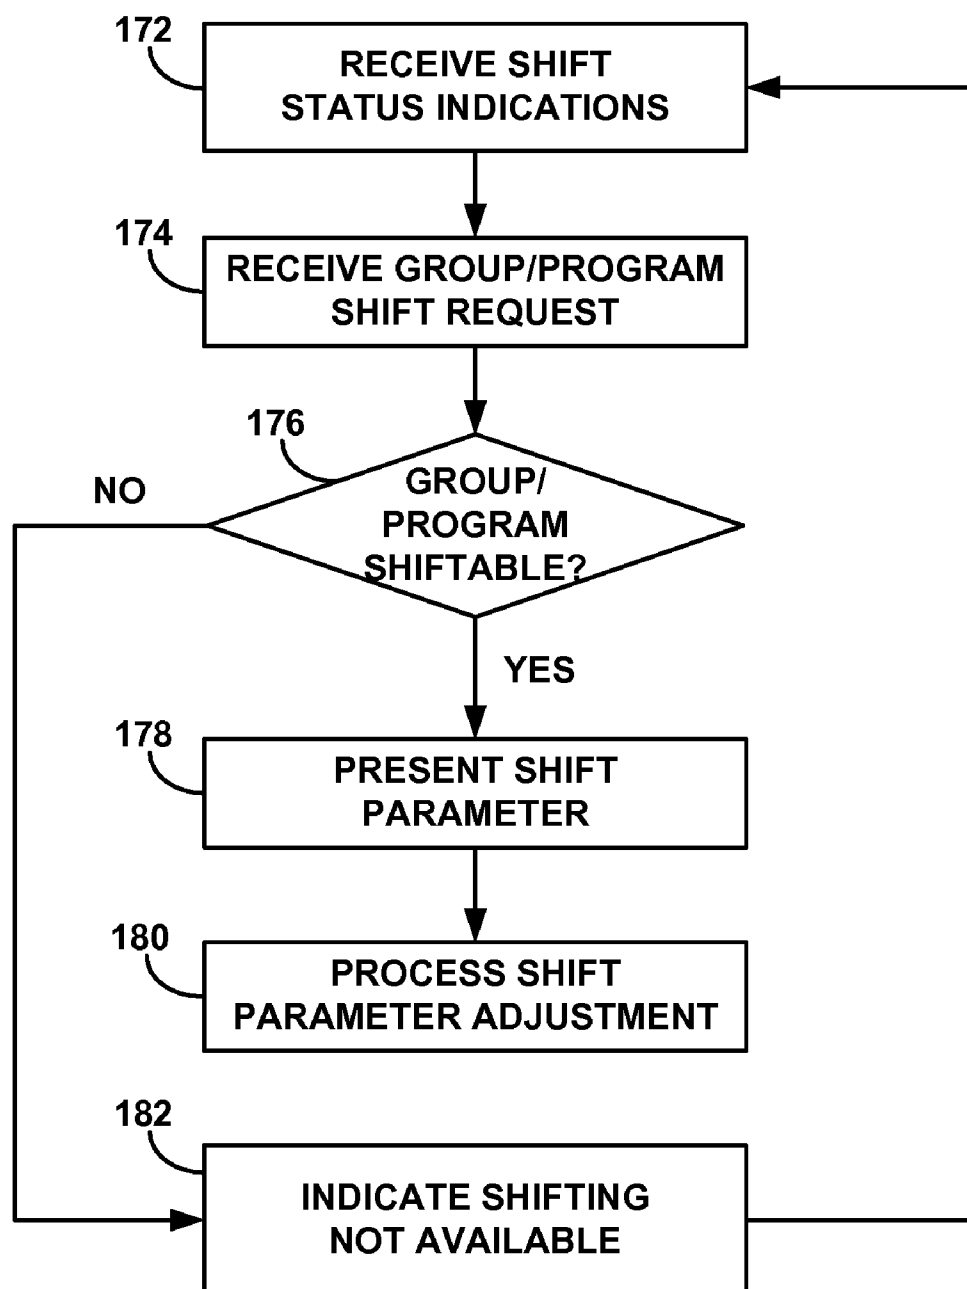 172
RECEIVE SHIFT
STATUS INDICATIONS
174
RECEIVE GROUP/PROGRAM
SHIFT REQUEST
176
NO
GROUP/
PROGRAM
SHIFTABLE?
YES
178
PRESENT SHIFT
PARAMETER
180
PROCESS SHIFT
PARAMETER ADJUSTMENT
182
INDICATE SHIFTING
NOT AVAILABLE